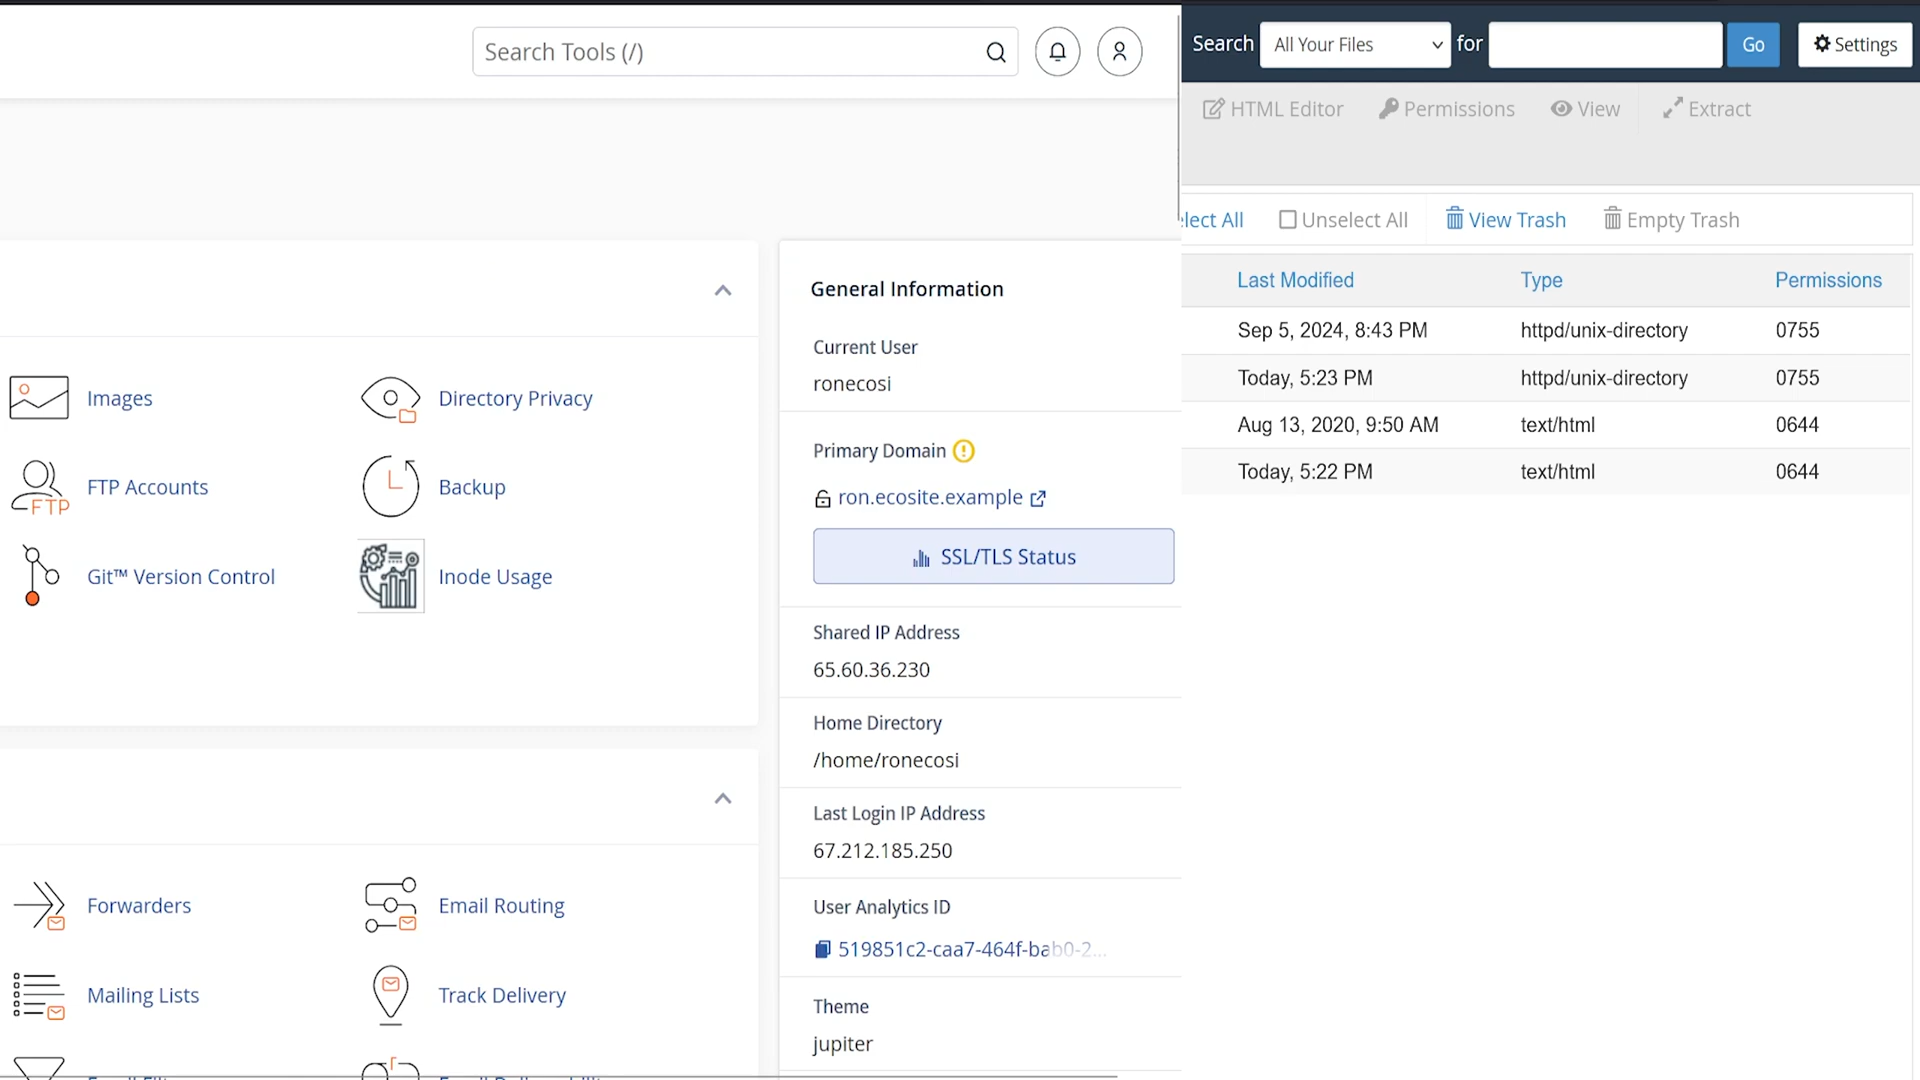 Search Tools (/)
Images
Directory Privacy
FTP Accounts
FTP
Backup
Git™ Version Control
Inode Usage
Forwarders
Email Routing
Mailing Lists
Track Delivery
General Information
Current User
ronecosi
Primary Domain
ron.ecosite.example
SSL/TLS Status
Shared IP Address
65.60.36.230
Home Directory
/home/ronecosi
Last Login IP Address
67.212.185.250
User Analytics ID
519851c2-caa7-464f-bab0-2...
Theme
jupiter
Search All Your Files for Go Settings
HTML Editor Permissions View Extract
lect All Unselect All View Trash Empty Trash
Last Modified Type Permissions
Sep 5, 2024, 8:43 PM httpd/unix-directory 0755
Today, 5:23 PM httpd/unix-directory 0755
Aug 13, 2020, 9:50 AM text/html 0644
Today, 5:22 PM text/html 0644